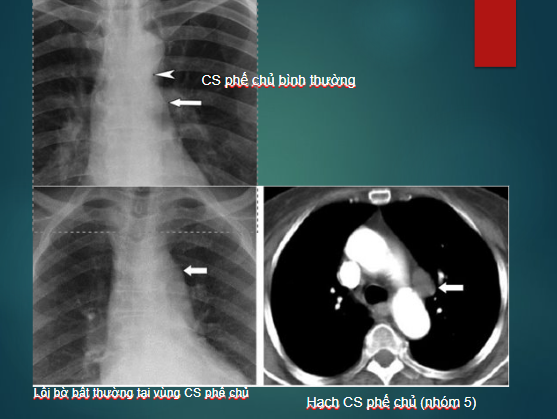 CS phế chủ bình thường
Lồi bờ bất thường tại vùng CS phế chủ
Hạch CS phế chủ (nhóm 5)